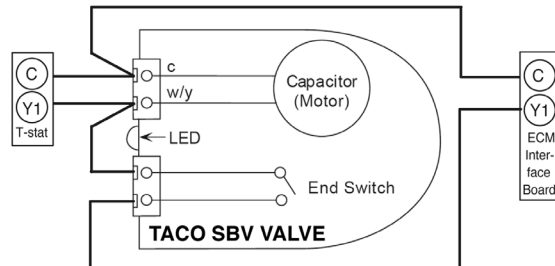 c
C
Capacitor
(Motor)
C
w/y
Y1
Y1
T-stat
LED
ECM
Inter-
face
Board
End Switch
TACO SBV VALVE